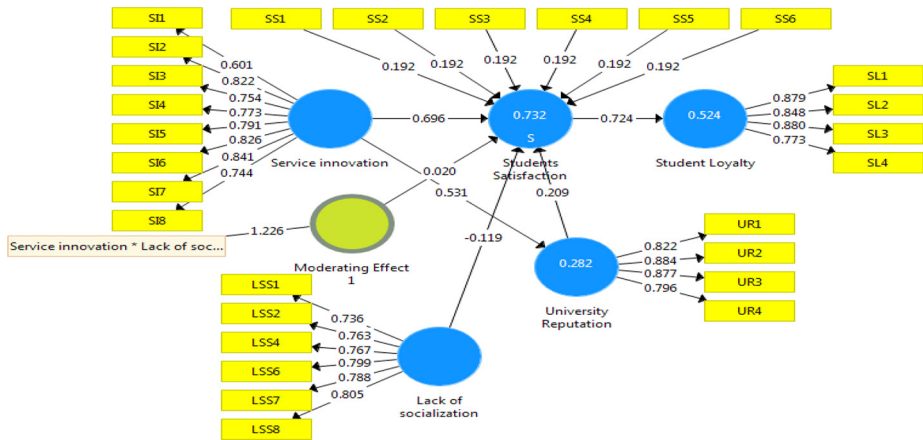 SI1
SI2
SI3
SI4
SI5
SI6
SI7
SI8
SS1
SS2
SS3
SS4
SS5
SS6
0.601
0.822
0.754
0.773
0.791
0.826
0.841
0.744
0.192
0.192
0.192
0.192
0.192
0.192
Service innovation
0.696
0.732
S
Students
Satisfaction
0.724
0.524
Student Loyalty
0.879
0.848
0.880
0.773
SL1
SL2
SL3
SL4
0.020
0.531
0.209
-0.119
Service innovation * Lack of soc...
1.226
Moderating Effect
1
0.282
University
Reputation
0.822
0.884
0.877
0.796
UR1
UR2
UR3
UR4
LSS1
LSS2
LSS4
LSS6
LSS7
LSS8
0.736
0.763
0.767
0.799
0.788
0.805
Lack of
socialization